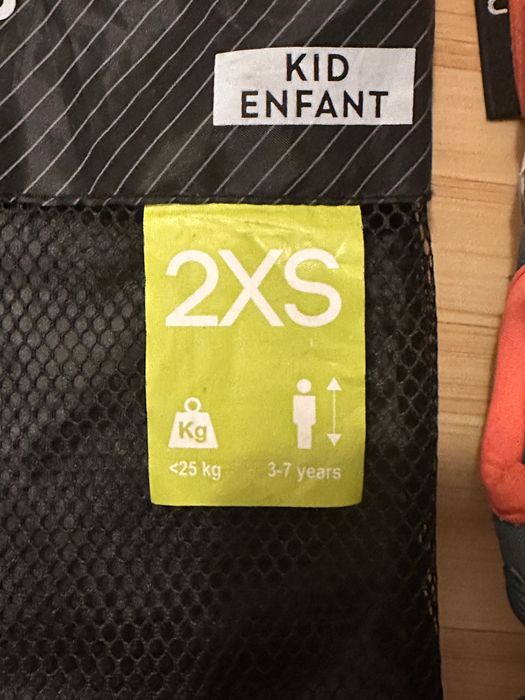 KID
ENFANT
2XS
Kg
<25 kg
3-7 years